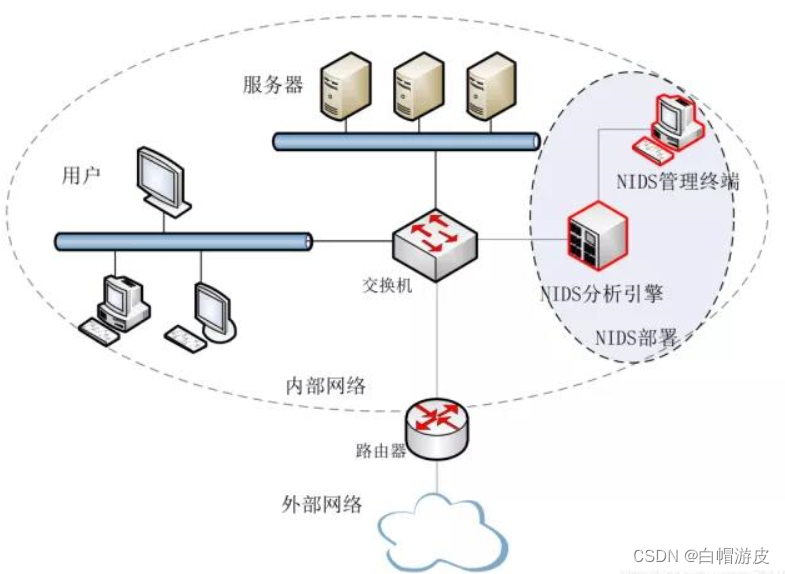 服务器
用户
NIDS管理终端
交换机
NIDS分析引擎
NIDS部署
内部网络
路由器
外部网络
CSDN @白帽游皮